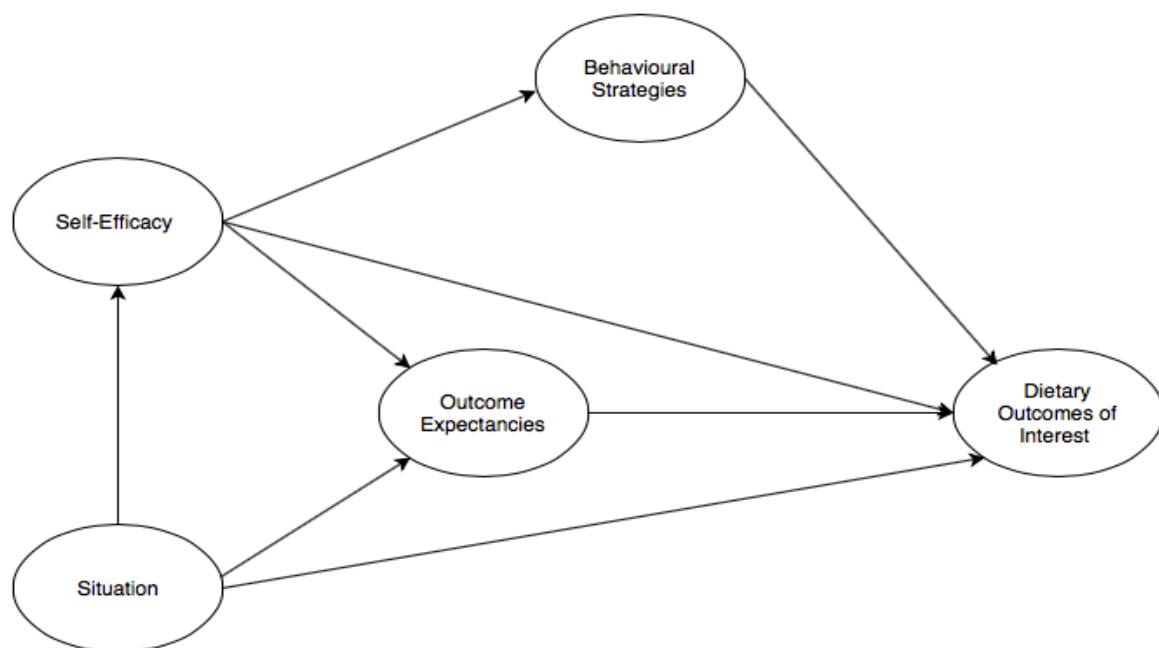 Behavioural
Strategies
Self-Efficacy
Outcome
Expectancies
Dietary
Outcomes of
Interest
Situation